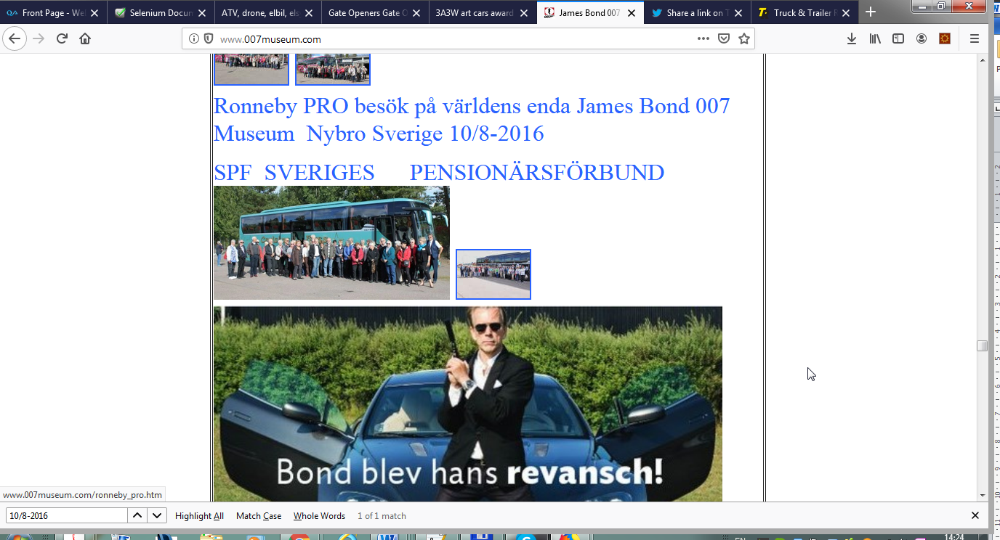 Front Page - Wel
Selenium Docun
ATV, drone, elbil, els
Gate Openers Gate O
3A3W art cars award
James Bond 007
Share a link on T
Truck & Trailer P
www.007museum.com
Ronneby PRO besök på världens enda James Bond 007
Museum Nybro Sverige 10/8-2016
SPF SVERIGES PENSIONÄRSFÖRBUND
Bond blev hans revansch!
www.007museum.com/ronneby_pro.htm
10/8-2016
Highlight All
Match Case
Whole Words
1 of 1 match
EN
14:24